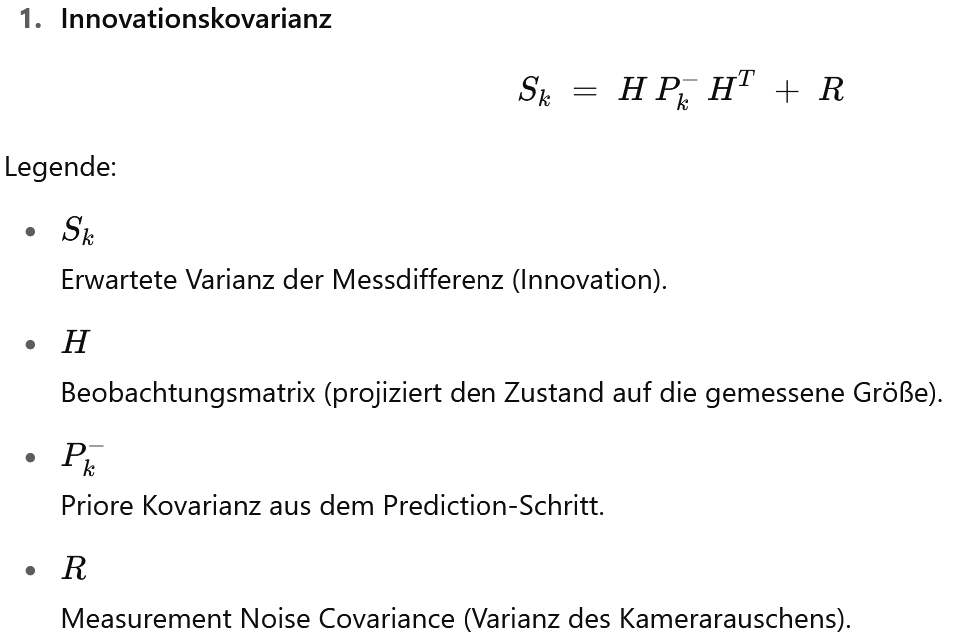 1. Innovationskovarianz
S_k = H P_k^- H^T + R
Legende:
• S_k
Erwartete Varianz der Messdifferenz (Innovation).
• H
Beobachtungsmatrix (projiziert den Zustand auf die gemessene Größe).
• P_k^-
Priore Kovarianz aus dem Prediction-Schritt.
• R
Measurement Noise Covariance (Varianz des Kamerarauschens).